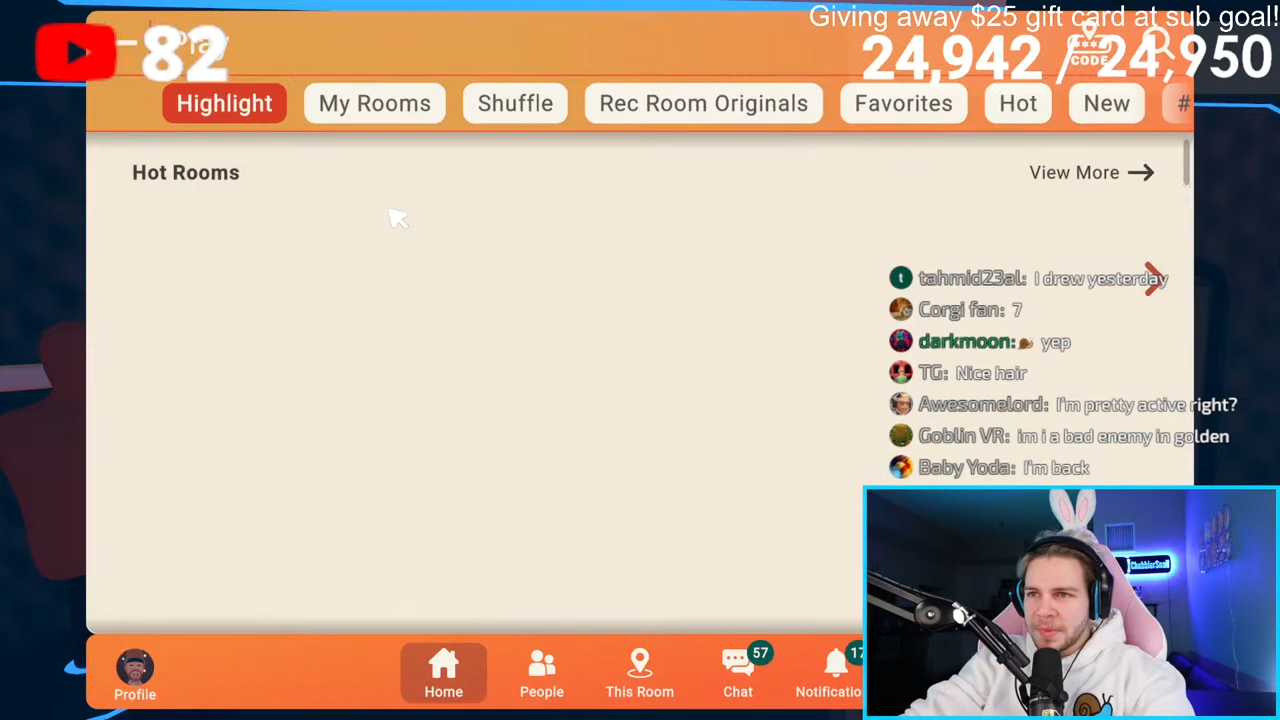 Giving away $25 gift card at sub goal!
82
24,942 / 24,950
Play
CODE
Highlight
My Rooms
Shuffle
Rec Room Originals
Favorites
Hot
New
#
Hot Rooms
View More
t tahmid23al: I drew yesterday
Corgi fan: 7
darkmoon: yep
TG: Nice hair
Awesomelord: I'm pretty active right?
Goblin VR: im i a bad enemy in golden
Baby Yoda: I'm back
ChubbierSnail
Profile
Home
People
This Room
57
Chat
17
Notificatio